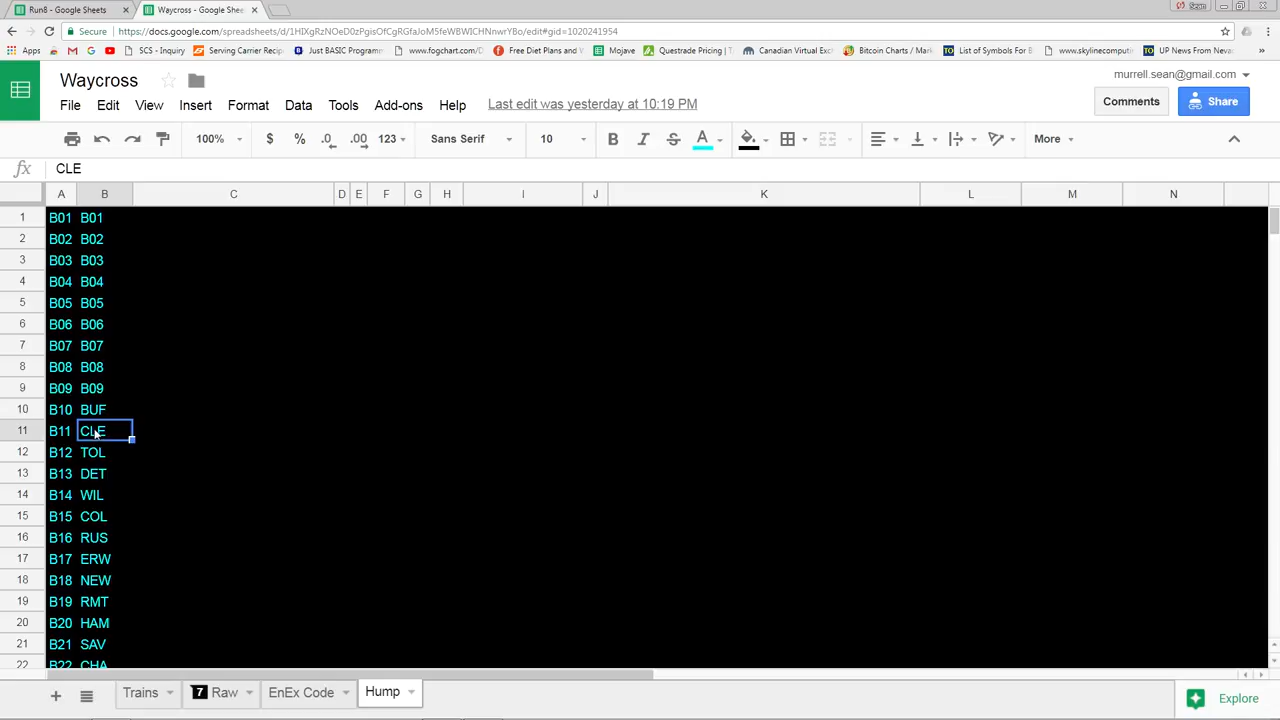 Run8 - Google Sheets
Waycross - Google Shee
Sean
Secure
https://docs.google.com/spreadsheets/d/1HIXgRzNOeD0zPgisOfCgRGfaJoM5feWBWICHNnwrYBo/edit#gid=1020241954
Apps
SCS - Inquiry
Serving Carrier Recip
Just BASIC Programm
www.fogchart.com/D
Free Diet Plans and V
Mojave
Questrade Pricing | T
Canadian Virtual Exc
Bitcoin Charts / Mark
List of Symbols For B
www.skylinecomputin
UP News From Nevad
Waycross
murrell.sean@gmail.com
File Edit View Insert Format Data Tools Add-ons Help Last edit was yesterday at 10:19 PM
Comments
Share
100% $ % .0 .00 123 Sans Serif 10 B I S A More
fx CLE
A B C D E F G H I J K L M N
1 B01 B01
2 B02 B02
3 B03 B03
4 B04 B04
5 B05 B05
6 B06 B06
7 B07 B07
8 B08 B08
9 B09 B09
10 B10 BUF
11 B11 CLE
12 B12 TOL
13 B13 DET
14 B14 WIL
15 B15 COL
16 B16 RUS
17 B17 ERW
18 B18 NEW
19 B19 RMT
20 B20 HAM
21 B21 SAV
22 B22 CHA
Trains 7 Raw EnEx Code Hump
Explore